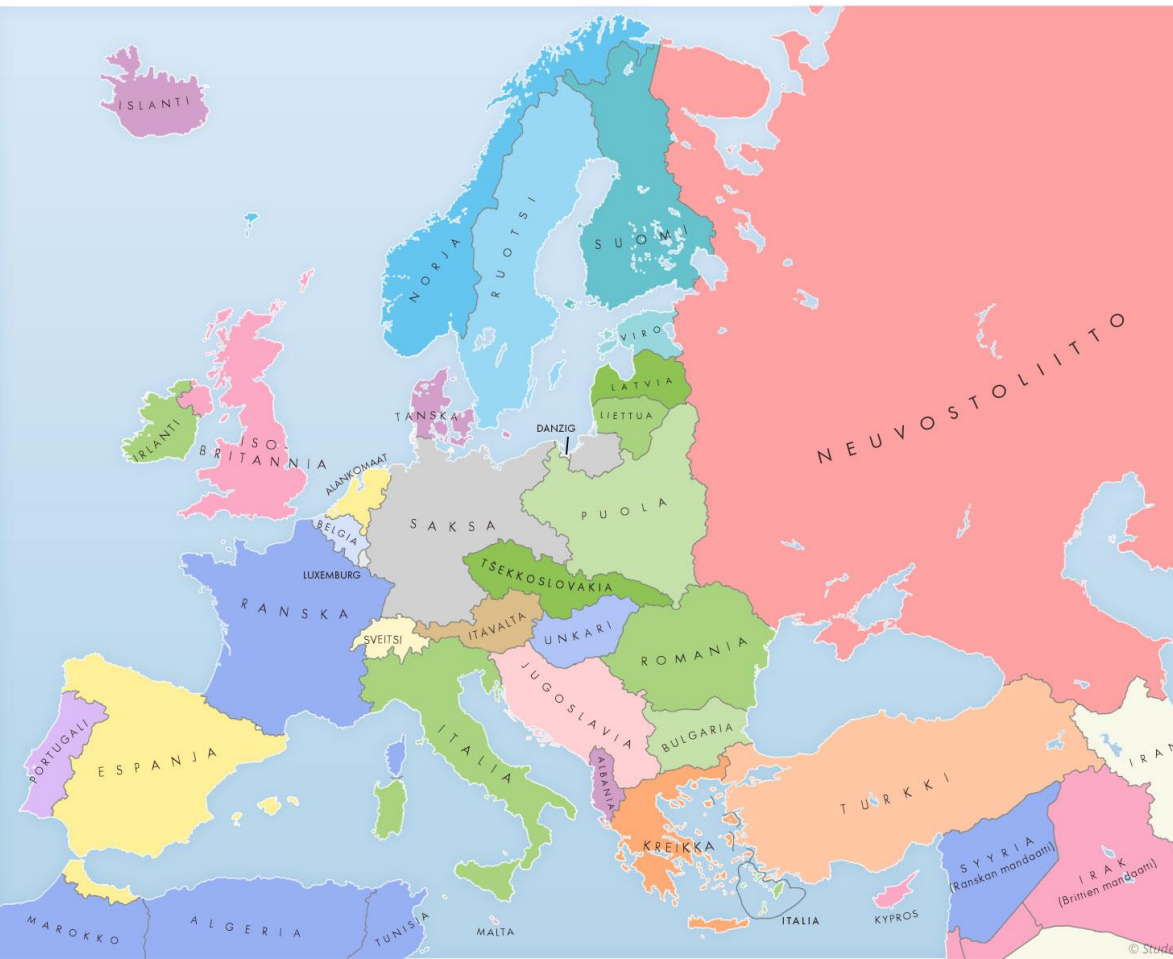 ISLANTI
NORJA
RUOTSI
SUOMI
NEUVOSTOLIITTO
VIRO
LATVIA
LIETTUA
TANSKA
DANZIG
IRLANTI
ISO-
BRITANNIA
ALANKOMAAT
BELGIA
LUXEMBURG
SAKSA
PUOLA
TŠEKKOSLOVAKIA
RANSKA
SVEITSI
ITAVALTA
UNKARI
ROMANIA
JUGOSLAVIA
BULGARIA
ITALIA
ALBANIA
PORTUGALI
ESPANJA
KREIKKA
TURKKI
IRAN
SYYRIA
(Ranskan mandaatti)
IRAK
(Brittien mandaatti)
KYPROS
ITALIA
MALTA
MAROKKO
ALGERIA
TUNISIA